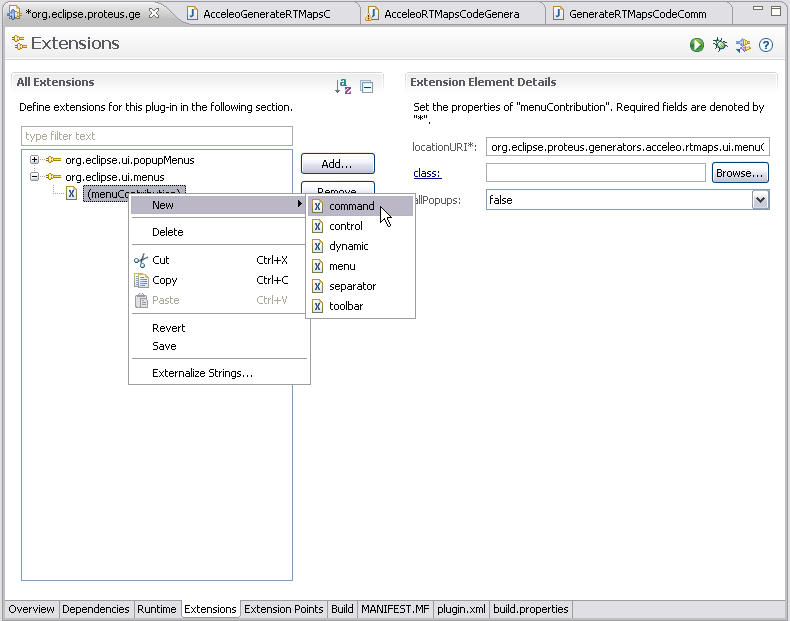 *org.eclipse.proteus.ge
AcceleoGenerateRTMapsC
AcceleoRTMapsCodeGenera
GenerateRTMapsCodeComm
Extensions
All Extensions
Define extensions for this plug-in in the following section.
type filter text
org.eclipse.ui.popupMenus
org.eclipse.ui.menus
(menuContribution)
Add...
Remove...
New
Delete
Cut Ctrl+X
Copy Ctrl+C
Paste Ctrl+V
Revert
Save
Externalize Strings...
command
control
dynamic
menu
separator
toolbar
Extension Element Details
Set the properties of "menuContribution". Required fields are denoted by
"*".
locationURI*: org.eclipse.proteus.generators.acceleo.rtmaps.ui.menu
class: Browse...
allPopups: false
Overview Dependencies Runtime Extensions Extension Points Build MANIFEST.MF plugin.xml build.properties